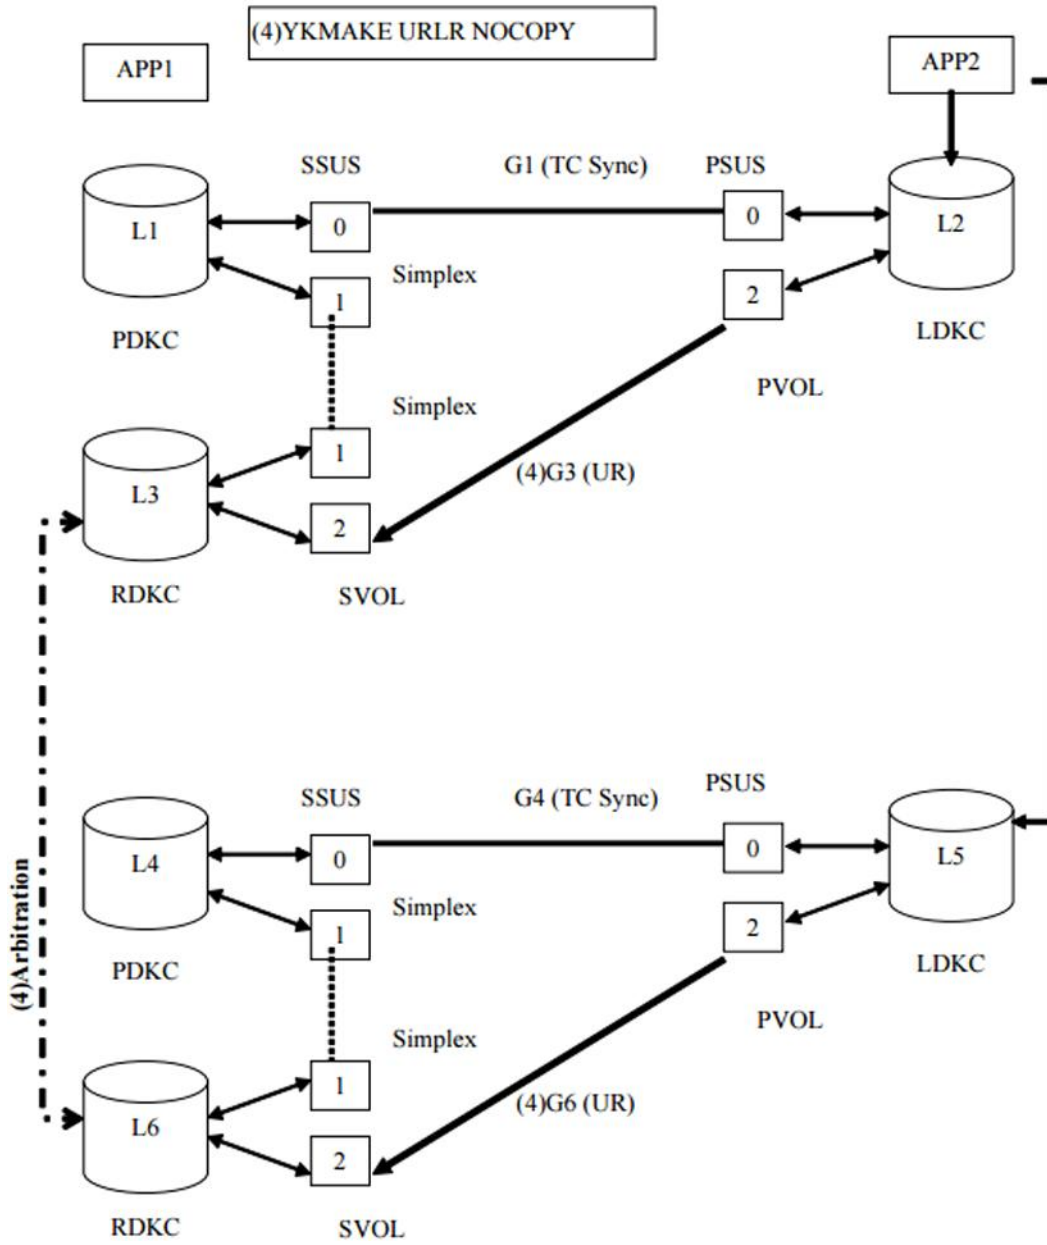 (4)YKMAKE URLR NOCOPY
APP1
APP2
SSUS
G1 (TC Sync)
PSUS
L1
0
0
L2
Simplex
1
2
PDKC
LDKC
PVOL
Simplex
1
L3
(4)G3 (UR)
2
RDKC
SVOL
SSUS
G4 (TC Sync)
PSUS
L4
0
0
L5
Simplex
1
2
PDKC
LDKC
(4)Arbitration
PVOL
Simplex
1
L6
(4)G6 (UR)
2
RDKC
SVOL